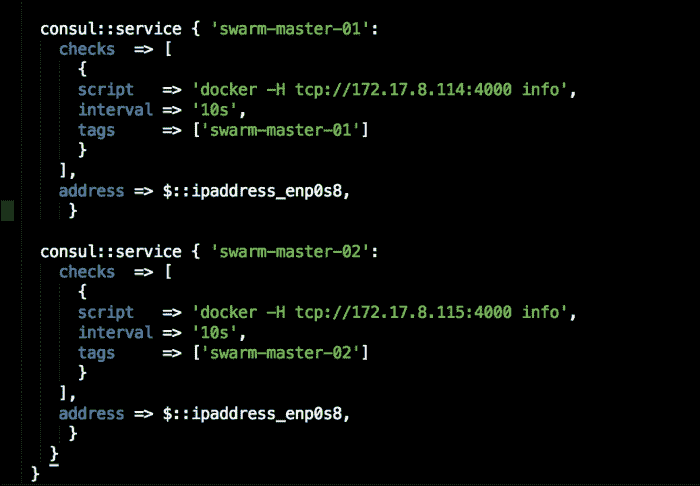 consul::service { 'swarm-master-01':
checks => [
{
script => 'docker -H tcp://172.17.8.114:4000 info',
interval => '10s',
tags => ['swarm-master-01']
}
],
address => $::ipaddress_enp0s8,
}
consul::service { 'swarm-master-02':
checks => [
{
script => 'docker -H tcp://172.17.8.115:4000 info',
interval => '10s',
tags => ['swarm-master-02']
}
],
address => $::ipaddress_enp0s8,
}
}
}